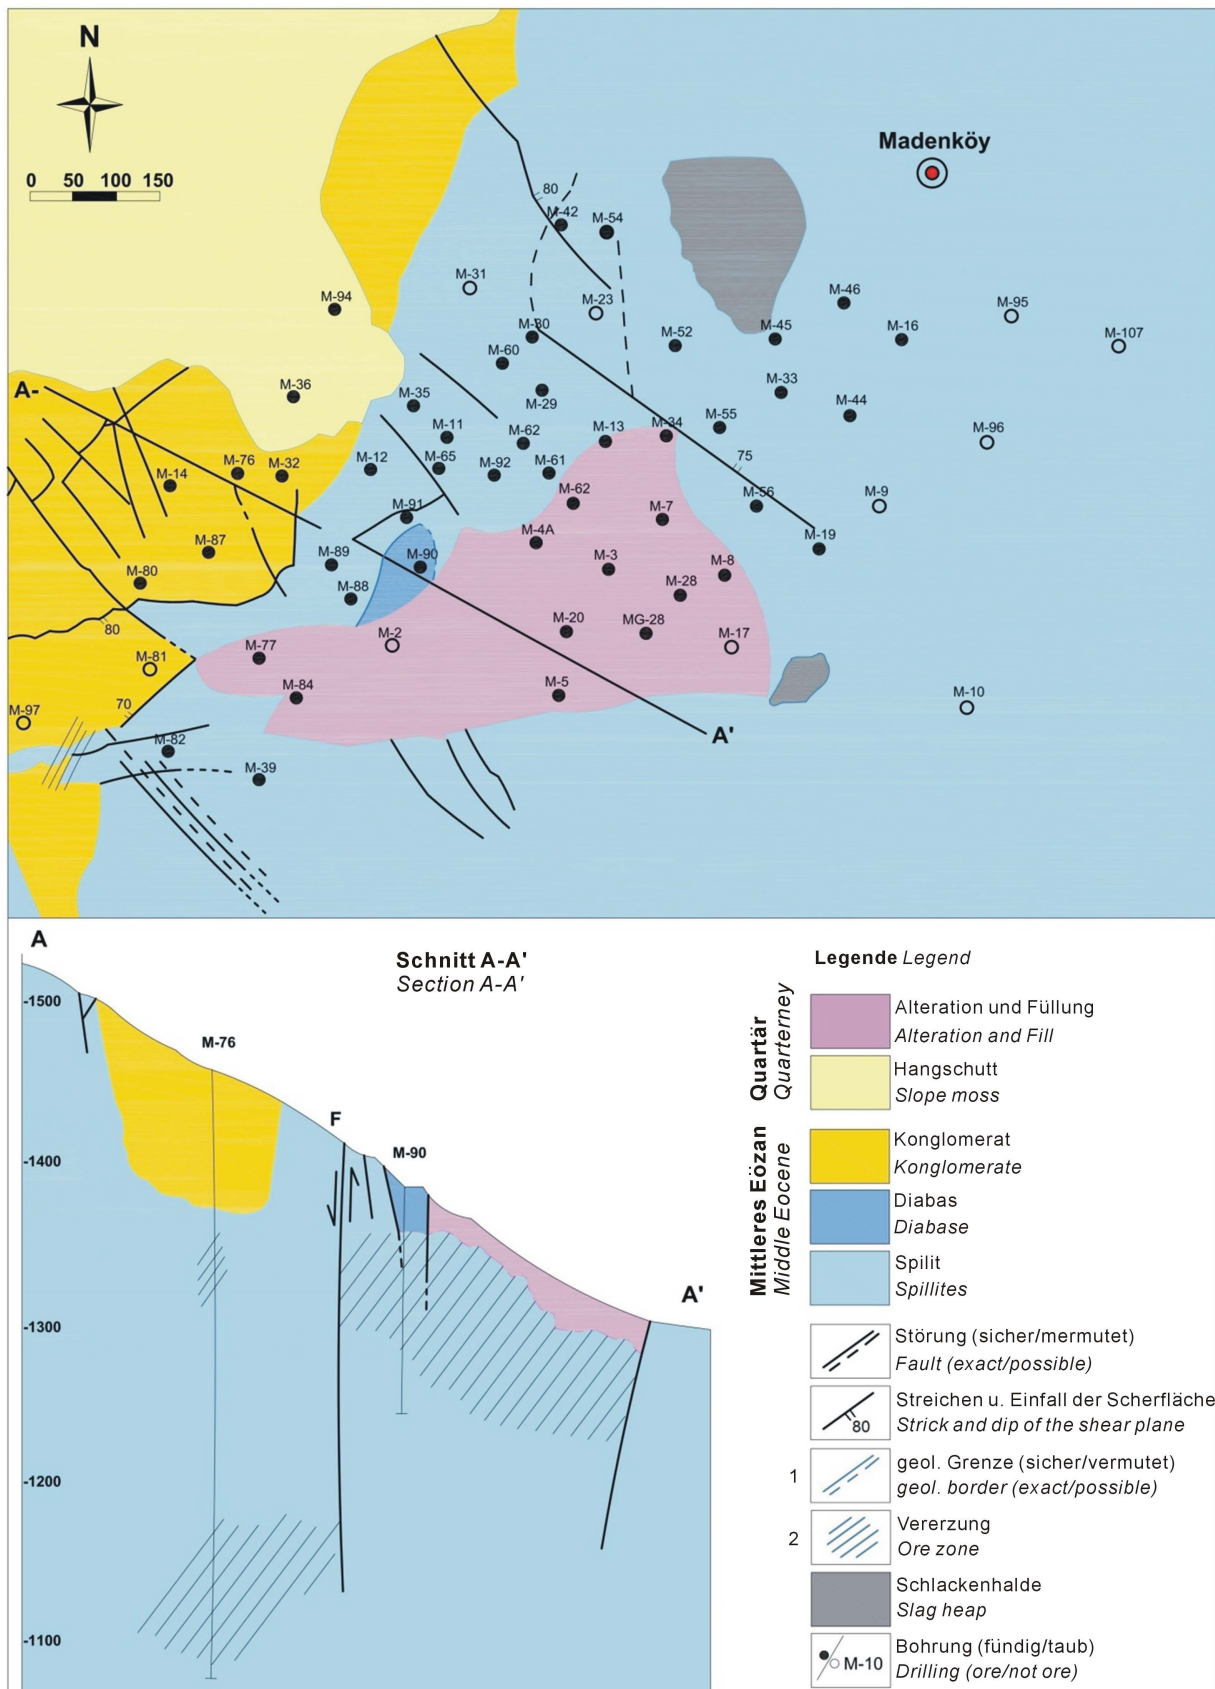 N
0 50 100 150
Madenköy
80
M-42
M-54
M-31
M-23
M-46
M-95
M-94
M-80
M-52
M-45
M-16
M-107
M-60
A-
M-36
M-35
M-29
M-33
M-44
M-55
M-34
M-13
M-11
M-62
M-96
M-76
M-32
M-12
M-65
M-92
M-61
75
M-14
M-62
M-56
M-9
M-91
M-7
M-4A
M-19
M-87
M-89
M-90
M-3
M-8
M-80
M-88
M-28
80
M-20
MG-28
M-2
M-17
M-77
M-81
M-84
M-5
M-10
70
M-97
A'
M-82
M-39
A
Schnitt A-A'
Section A-A'
-1500
M-76
F
-1400
M-90
A'
-1300
-1200
-1100
Legende Legend
Quartär
Quarterney
Alteration und Füllung
Alteration and Fill
Hangschutt
Slope moss
Mittleres Eözan
Middle Eocene
Konglomerat
Konglomerate
Diabas
Diabase
Spilit
Spillites
Störung (sicher/mermutet)
Fault (exact/possible)
80
Streichen u. Einfall der Scherfläche
Strick and dip of the shear plane
1
geol. Grenze (sicher/vermutet)
geol. border (exact/possible)
2
Vererzung
Ore zone
Schlackenhalde
Slag heap
M-10
Bohrung (fündig/taub)
Drilling (ore/not ore)